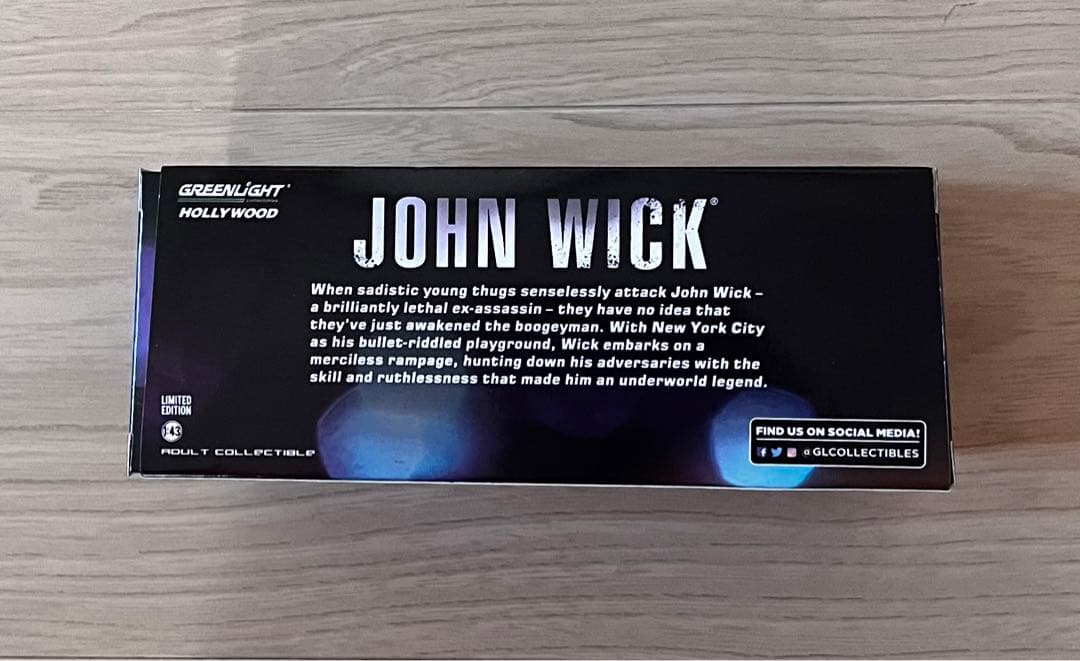 GREENLiGHT
collectibles
HOLLYWOOD
JOHN WICK®
When sadistic young thugs senselessly attack John Wick –
a brilliantly lethal ex-assassin – they have no idea that
they've just awakened the boogeyman. With New York City
as his bullet-riddled playground, Wick embarks on a
merciless rampage, hunting down his adversaries with the
skill and ruthlessness that made him an underworld legend.
LIMITED
EDITION
1:43
ADULT COLLECTIBLE
FIND US ON SOCIAL MEDIA!
@GLCOLLECTIBLES